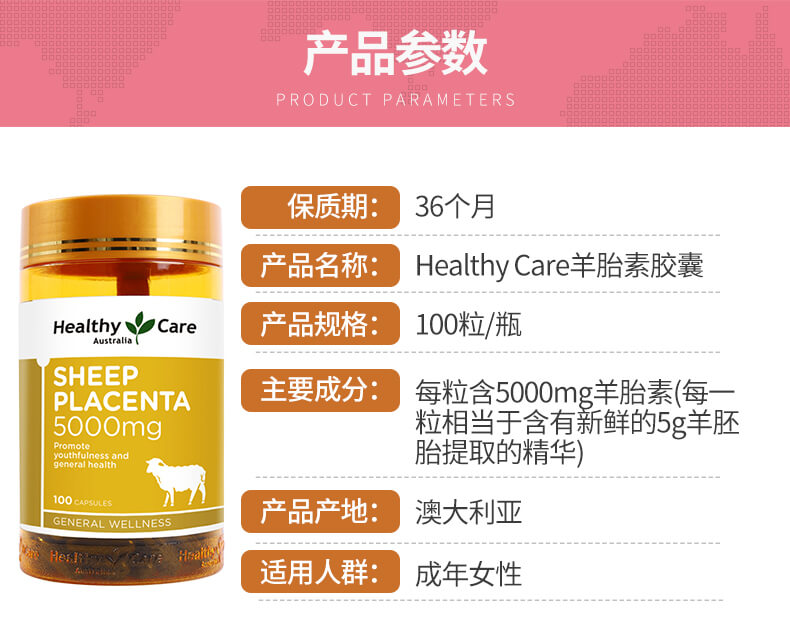 产品参数
PRODUCT PARAMETERS
保质期：36个月
产品名称：Healthy Care羊胎素胶囊
产品规格：100粒/瓶
主要成分：每粒含5000mg羊胎素(每一
粒相当于含有新鲜的5g羊胚
胎提取的精华)
产品产地：澳大利亚
适用人群：成年女性
Healthy Care
Australia
SHEEP
PLACENTA
5000mg
Promote
youthfulness and
general health
100 CAPSULES
GENERAL WELLNESS
Healthy Care
Australia